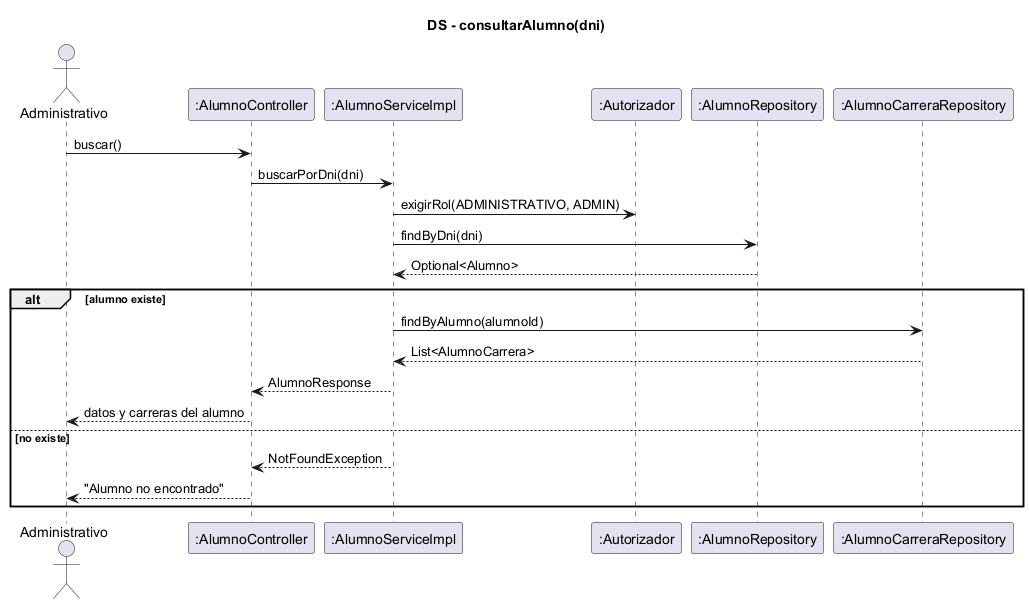 DS - consultarAlumno(dni)
Administrativo
:AlumnoController
:AlumnoServiceImpl
:Autorizador
:AlumnoRepository
:AlumnoCarreraRepository
buscar()
buscarPorDni(dni)
exigirRol(ADMINISTRATIVO, ADMIN)
findByDni(dni)
Optional<Alumno>
alt
[alumno existe]
findByAlumno(alumnoId)
List<AlumnoCarrera>
AlumnoResponse
datos y carreras del alumno
[no existe]
NotFoundException
"Alumno no encontrado"
Administrativo
:AlumnoController
:AlumnoServiceImpl
:Autorizador
:AlumnoRepository
:AlumnoCarreraRepository